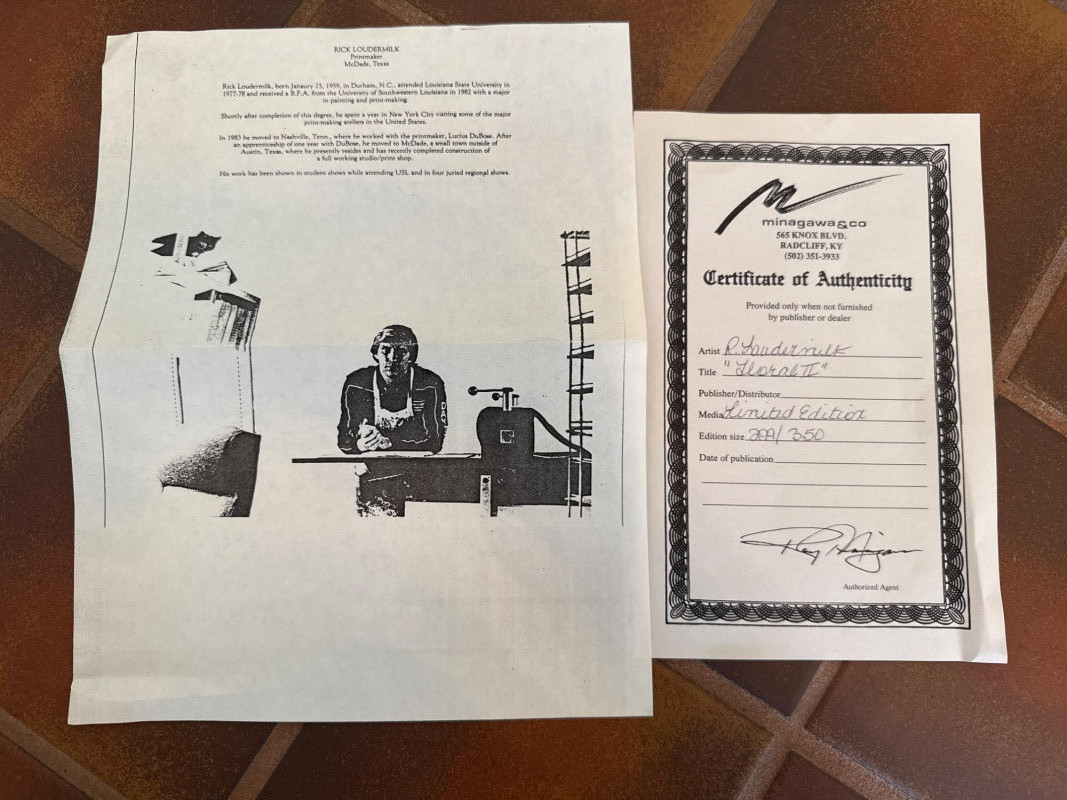 RICK LOUDERMILK
Printmaker
McDade, Texas
Rick Loudermilk, born Janaury 25, 1959, in Durham, N.C., attended Louisiana State University in
1977-78 and received a B.F.A. from the University of Southwestern Louisiana in 1982 with a major
in painting and print-making.
Shortly after completion of this degree, he spent a year in New York City visiting some of the major
print-making ateliers in the United States.
In 1983 he moved to Nashville, Tenn., where he worked with the printmaker, Lucius DuBose. After
an apprenticeship of one year with DuBose, he moved to McDade, a small town outside of
Austin, Texas, where he presently resides and has recently completed construction of
a full working studio/print shop.
His work has been shown in student shows while attending USL and in four juried regional shows.
minagawa&co
565 KNOX BLVD.
RADCLIFF, KY
(502) 351-3933
Certificate of Authenticity
Provided only when not furnished
by publisher or dealer
Artist R. Loudermilk
Title "Floral II"
Publisher/Distributor
Media Limited Edition
Edition size 299/350
Date of publication
Authorized Agent